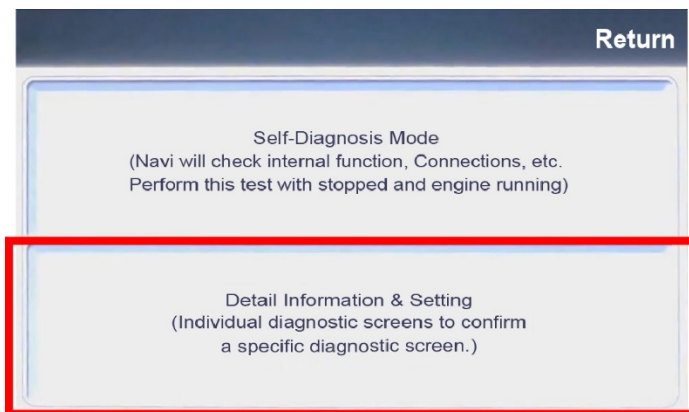 Return
Self-Diagnosis Mode
(Navi will check internal function, Connections, etc.
Perform this test with stopped and engine running)
Detail Information & Setting
(Individual diagnostic screens to confirm
a specific diagnostic screen.)